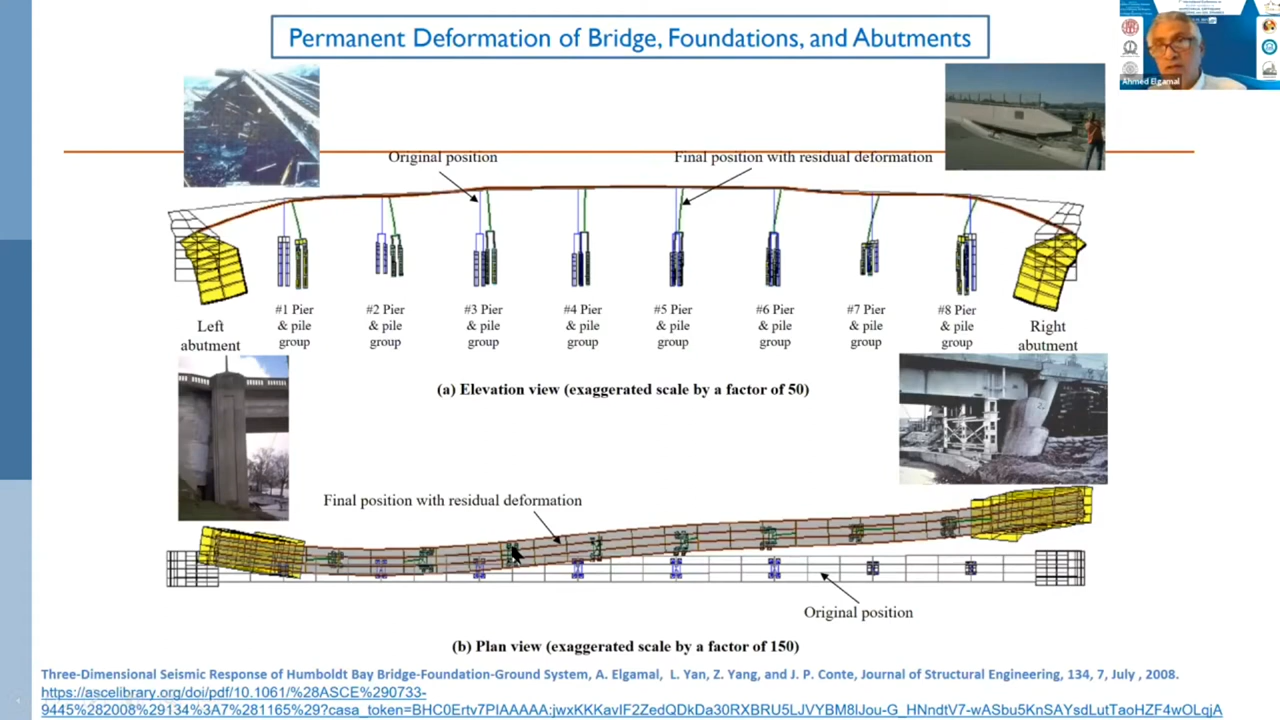 Permanent Deformation of Bridge, Foundations, and Abutments
Ahmed Elgamal
Original position
Final position with residual deformation
Left
abutment
#1 Pier
& pile
group
#2 Pier
& pile
group
#3 Pier
& pile
group
#4 Pier
& pile
group
#5 Pier
& pile
group
#6 Pier
& pile
group
#7 Pier
& pile
group
#8 Pier
& pile
group
Right
abutment
(a) Elevation view (exaggerated scale by a factor of 50)
Final position with residual deformation
Original position
(b) Plan view (exaggerated scale by a factor of 150)
Three-Dimensional Seismic Response of Humboldt Bay Bridge-Foundation-Ground System, A. Elgamal, L. Yan, Z. Yang, and J. P. Conte, Journal of Structural Engineering, 134, 7, July , 2008.
https://ascelibrary.org/doi/pdf/10.1061/%28ASCE%290733-
9445%282008%29134%3A7%281165%29?casa_token=BHC0Ertv7PIAAAAA:jwxKKKavIF2ZedQDkDa30RXBRU5LJVYBM8lJou-G_HNndtV7-wASbu5KnSAYsdLutTaoHZF4wOLqjA